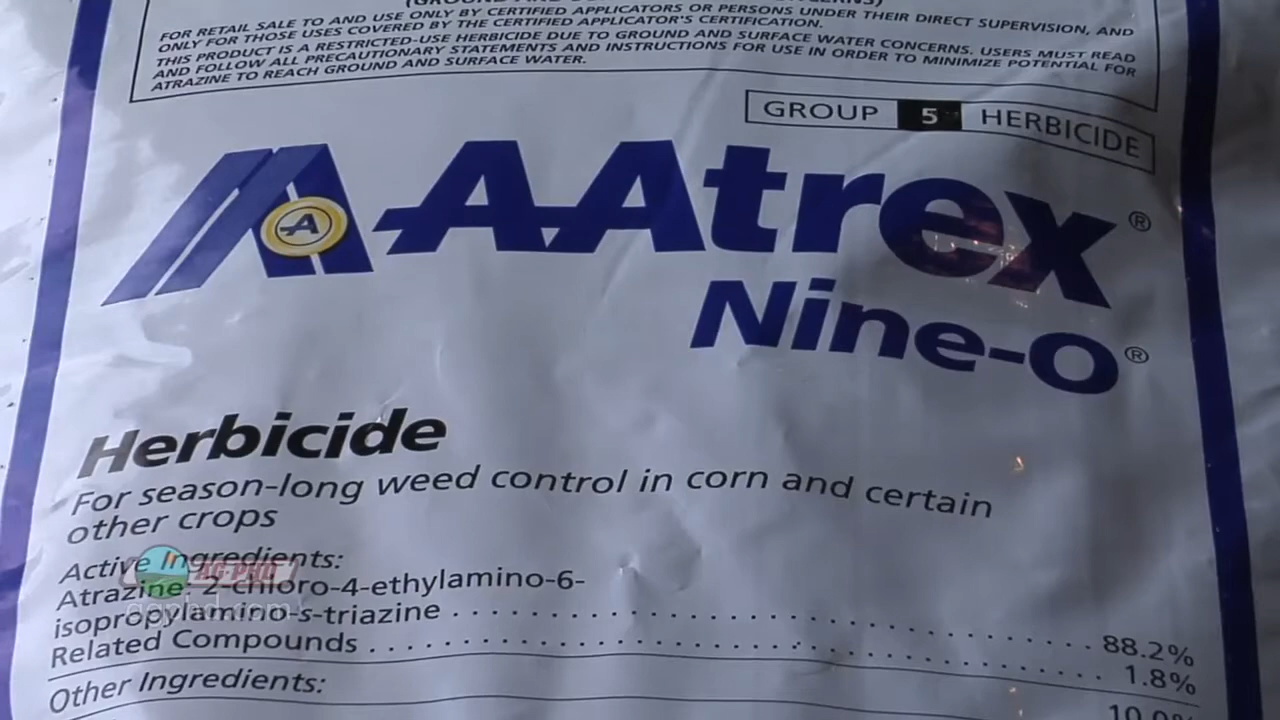 FOR RETAIL SALE TO AND USE ONLY BY CERTIFIED APPLICATORS OR PERSONS UNDER THEIR DIRECT SUPERVISION, AND
ONLY FOR THOSE USES COVERED BY THE CERTIFIED APPLICATOR'S CERTIFICATION.
THIS PRODUCT IS A RESTRICTED-USE HERBICIDE DUE TO GROUND AND SURFACE WATER CONCERNS. USERS MUST READ
AND FOLLOW ALL PRECAUTIONARY STATEMENTS AND INSTRUCTIONS FOR USE IN ORDER TO MINIMIZE POTENTIAL FOR
ATRAZINE TO REACH GROUND AND SURFACE WATER.
GROUP 5 HERBICIDE
A
AAtrex®
Nine-O®
Herbicide
For season-long weed control in corn and certain
other crops
Active Ingredients:
AG PHD
Atrazine: 2-chloro-4-ethylamino-6-
agphd.com
isopropylamino-s-triazine . . . . . . . . . . . . . . . . . . . . 88.2%
Related Compounds . . . . . . . . . . . . . . . . . . . . 1.8%
Other Ingredients: